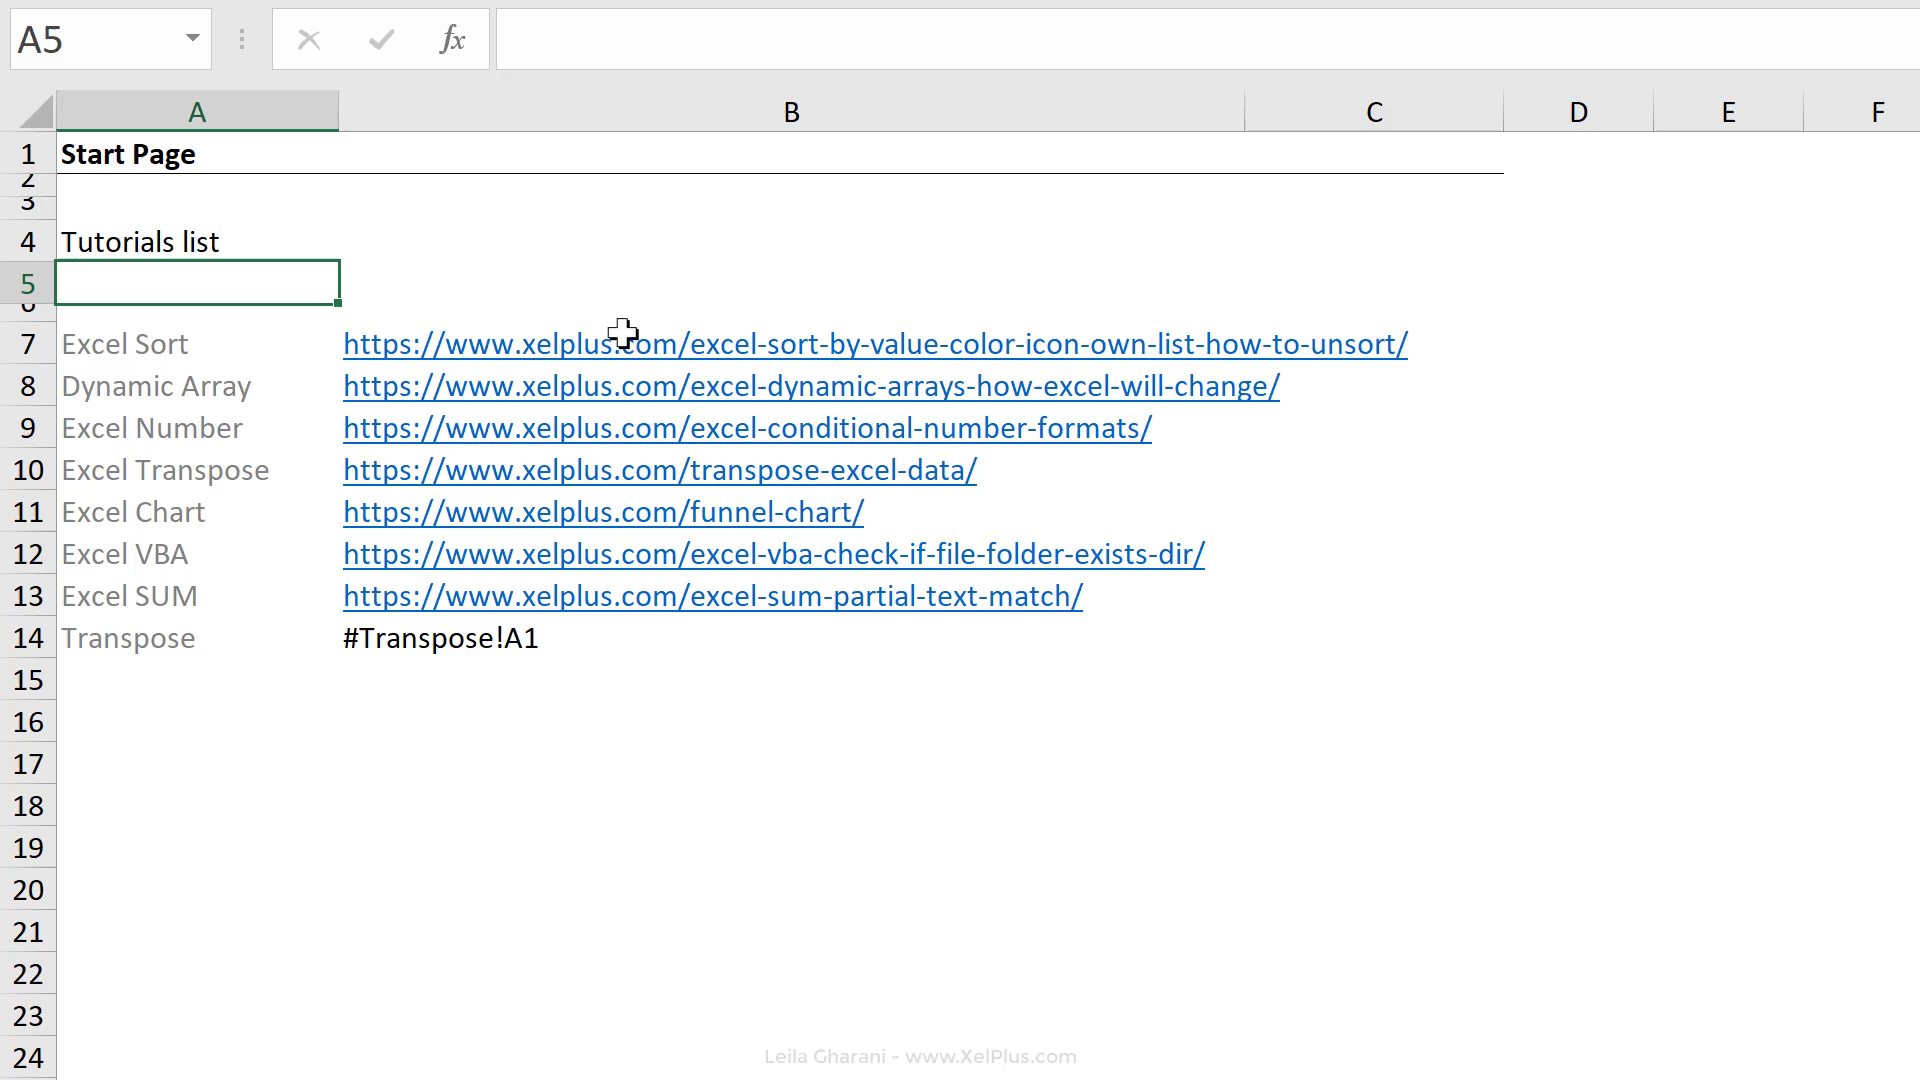 A5 fx
A B C D E F
1 Start Page
2
3
4 Tutorials list
5
6
7 Excel Sort https://www.xelplus.com/excel-sort-by-value-color-icon-own-list-how-to-unsort/
8 Dynamic Array https://www.xelplus.com/excel-dynamic-arrays-how-excel-will-change/
9 Excel Number https://www.xelplus.com/excel-conditional-number-formats/
10 Excel Transpose https://www.xelplus.com/transpose-excel-data/
11 Excel Chart https://www.xelplus.com/funnel-chart/
12 Excel VBA https://www.xelplus.com/excel-vba-check-if-file-folder-exists-dir/
13 Excel SUM https://www.xelplus.com/excel-sum-partial-text-match/
14 Transpose #Transpose!A1
15
16
17
18
19
20
21
22
23
24
Leila Gharani - www.XelPlus.com